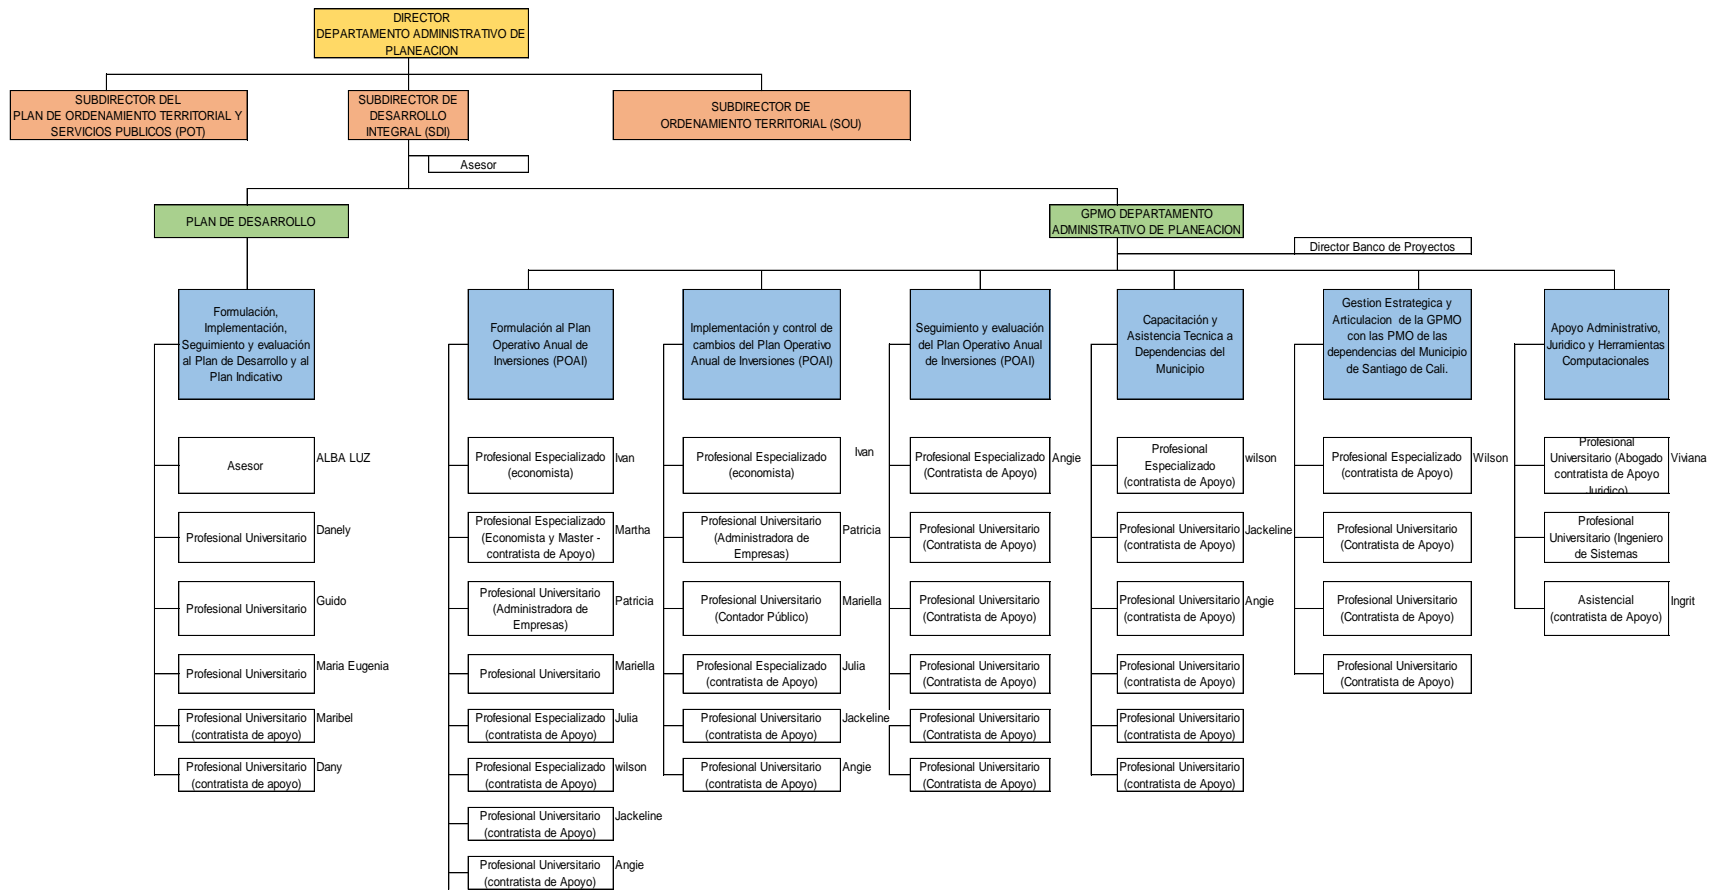 DIRECTOR
DEPARTAMENTO ADMINISTRATIVO DE
PLANEACION
SUBDIRECTOR DEL
PLAN DE ORDENAMIENTO TERRITORIAL Y
SERVICIOS PUBLICOS (POT)
SUBDIRECTOR DE
DESARROLLO
INTEGRAL (SDI)
SUBDIRECTOR DE
ORDENAMIENTO TERRITORIAL (SOU)
Asesor
PLAN DE DESARROLLO
GPMO DEPARTAMENTO
ADMINISTRATIVO DE PLANEACION
Director Banco de Proyectos
Formulación,
Implementación,
Seguimiento y evaluación
al Plan de Desarrollo y al
Plan Indicativo
Asesor
ALBA LUZ
Profesional Universitario
Danely
Profesional Universitario
Guido
Profesional Universitario
Maria Eugenia
Profesional Universitario
(contratista de apoyo)
Maribel
Profesional Universitario
(contratista de apoyo)
Dany
Formulación al Plan
Operativo Anual de
Inversiones (POAI)
Profesional Especializado
(economista)
Ivan
Profesional Especializado
(Economista y Master -
contratista de Apoyo)
Martha
Profesional Universitario
(Administradora de
Empresas)
Patricia
Profesional Universitario
Mariella
Profesional Especializado
(contratista de Apoyo)
Julia
Profesional Especializado
(contratista de Apoyo)
wilson
Profesional Universitario
(contratista de Apoyo)
Jackeline
Profesional Universitario
(contratista de Apoyo)
Angie
Implementación y control de
cambios del Plan Operativo
Anual de Inversiones (POAI)
Profesional Especializado
(economista)
Ivan
Profesional Universitario
(Administradora de
Empresas)
Patricia
Profesional Universitario
(Contador Público)
Mariella
Profesional Especializado
(contratista de Apoyo)
Julia
Profesional Universitario
(contratista de Apoyo)
Jackeline
Profesional Universitario
(contratista de Apoyo)
Angie
Seguimiento y evaluación
del Plan Operativo Anual
de Inversiones (POAI)
Profesional Especializado
(Contratista de Apoyo)
Angie
Profesional Universitario
(Contratista de Apoyo)
Profesional Universitario
(Contratista de Apoyo)
Profesional Universitario
(Contratista de Apoyo)
Profesional Universitario
(Contratista de Apoyo)
Profesional Universitario
(Contratista de Apoyo)
Capacitación y
Asistencia Tecnica a
Dependencias del
Municipio
Profesional
Especializado
(contratista de Apoyo)
wilson
Profesional Universitario
(contratista de Apoyo)
Jackeline
Profesional Universitario
(contratista de Apoyo)
Angie
Profesional Universitario
(contratista de Apoyo)
Profesional Universitario
(contratista de Apoyo)
Profesional Universitario
(contratista de Apoyo)
Gestion Estrategica y
Articulacion de la GPMO
con las PMO de las
dependencias del Municipio
de Santiago de Cali.
Profesional Especializado
(contratista de Apoyo)
Wilson
Profesional Universitario
(Contratista de Apoyo)
Profesional Universitario
(Contratista de Apoyo)
Profesional Universitario
(Contratista de Apoyo)
Apoyo Administrativo,
Juridico y Herramientas
Computacionales
Profesional
Universitario (Abogado
contratista de Apoyo
Juridico)
Viviana
Profesional
Universitario (Ingeniero
de Sistemas
Asistencial
(contratista de Apoyo)
Ingrit